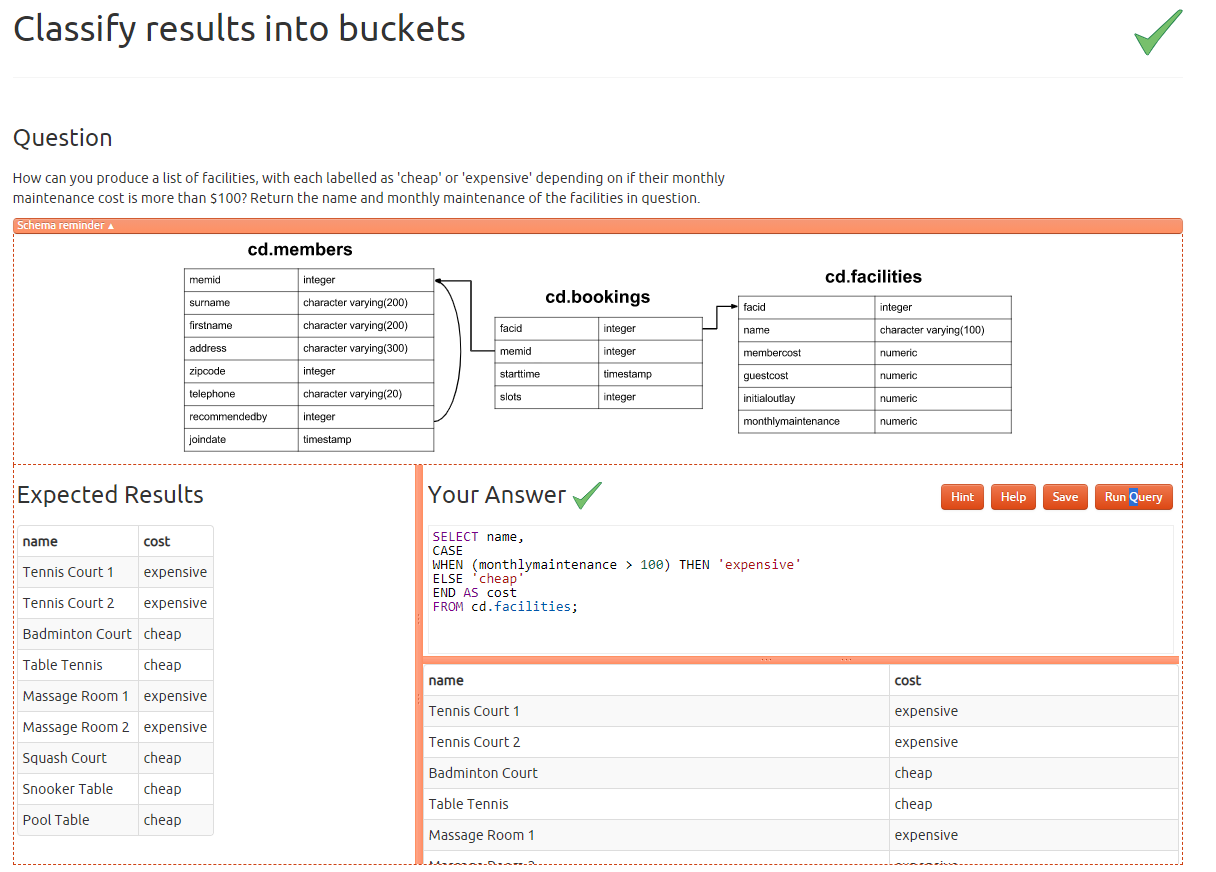 Classify results into buckets
Question
How can you produce a list of facilities, with each labelled as 'cheap' or 'expensive' depending on if their monthly
maintenance cost is more than $100? Return the name and monthly maintenance of the facilities in question.
Schema reminder ▴
cd.members
memid integer
surname character varying(200)
firstname character varying(200)
address character varying(300)
zipcode integer
telephone character varying(20)
recommendedby integer
joindate timestamp
cd.bookings
facid integer
memid integer
starttime timestamp
slots integer
cd.facilities
facid integer
name character varying(100)
membercost numeric
guestcost numeric
initialoutlay numeric
monthlymaintenance numeric
Expected Results
name cost
Tennis Court 1 expensive
Tennis Court 2 expensive
Badminton Court cheap
Table Tennis cheap
Massage Room 1 expensive
Massage Room 2 expensive
Squash Court cheap
Snooker Table cheap
Pool Table cheap
Your Answer
Hint Help Save Run Query
SELECT name,
CASE
WHEN (monthlymaintenance > 100) THEN 'expensive'
ELSE 'cheap'
END AS cost
FROM cd.facilities;
name cost
Tennis Court 1 expensive
Tennis Court 2 expensive
Badminton Court cheap
Table Tennis cheap
Massage Room 1 expensive
Massage Room 2 expensive